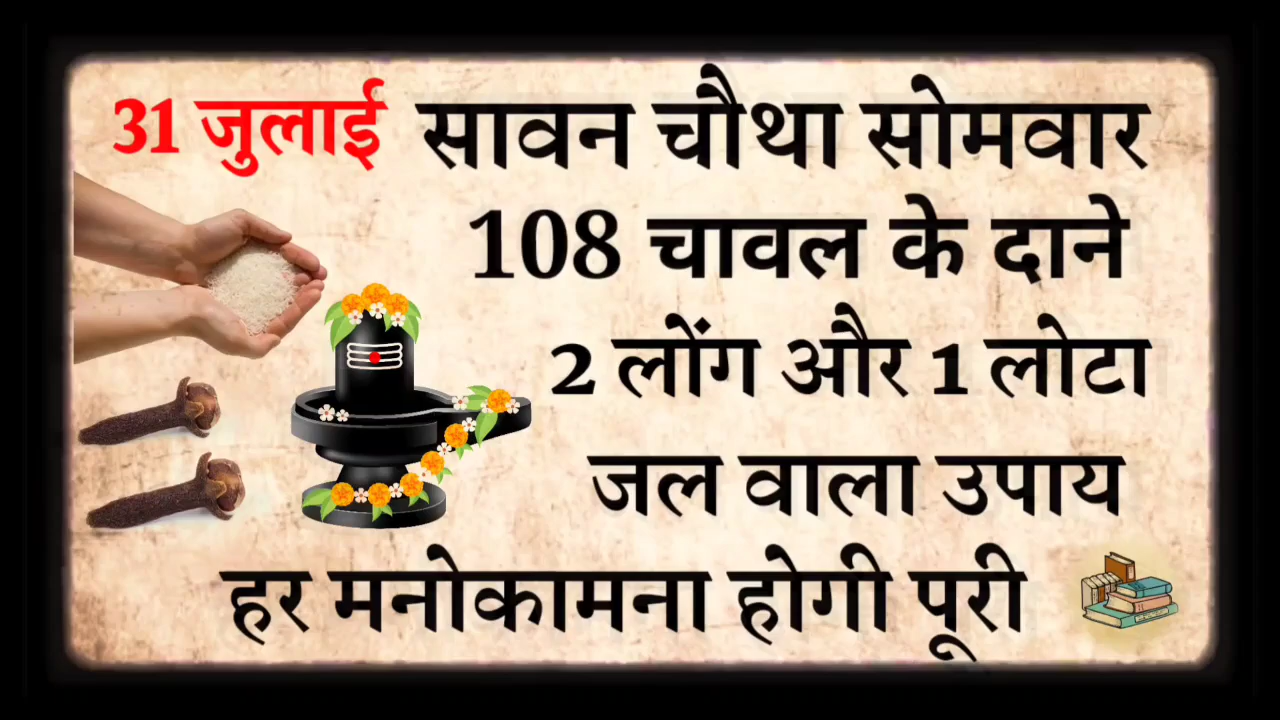 31 जुलाई सावन चौथा सोमवार
108 चावल के दाने
2 लोंग और 1 लोटा
जल वाला उपाय
हर मनोकामना होगी पूरी